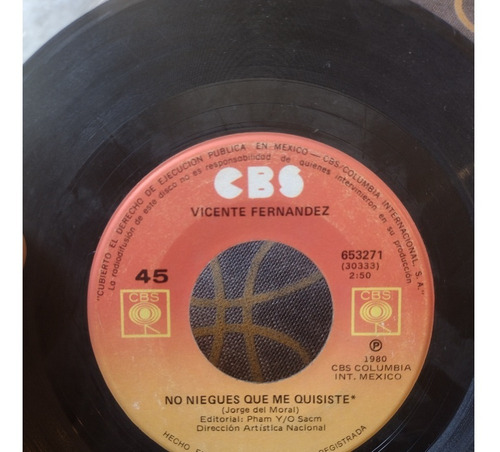 "CUBIERTO EL DERECHO DE EJECUCION PUBLICA EN MEXICO — CBS/COLUMBIA INTERNACIONAL, S.A."
La radiodifusión de este disco no es responsabilidad de quienes intervinieron en su producción
CBS
VICENTE FERNANDEZ
45
653271
(30333)
2:50
CBS
CBS
P
1980
CBS COLUMBIA
INT. MEXICO
NO NIEGUES QUE ME QUISISTE*
(Jorge del Moral)
Editorial: Pham Y/O Sacm
Dirección Artística Nacional
HECHO REGISTRADA